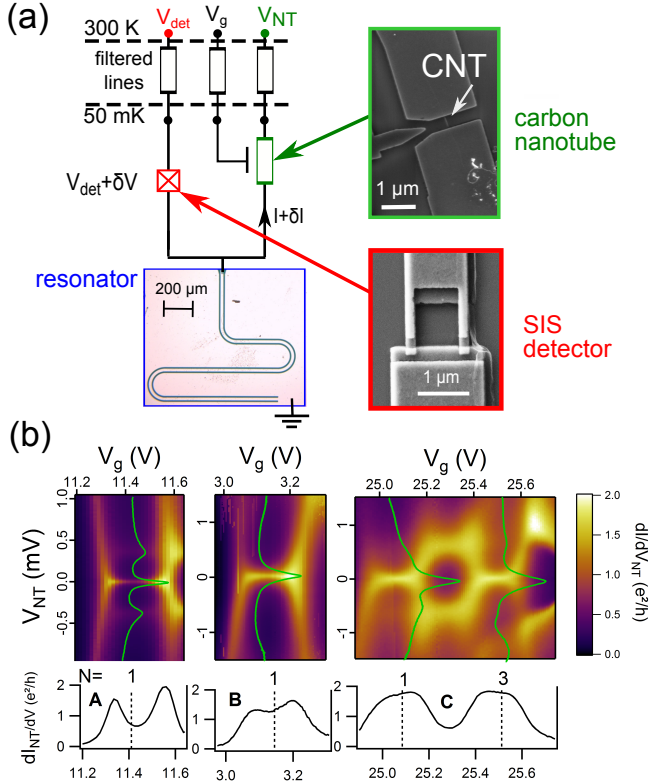 (a)
V_det V_g V_NT
300 K
filtered
lines
50 mK
V_det+δV
I+δI
CNT
1 µm
carbon
nanotube
resonator
200 µm
SIS
detector
1 µm
(b)
V_g (V)
V_g (V)
V_g (V)
11.2 11.4 11.6
3.0 3.2
25.0 25.2 25.4 25.6
V_NT (mV)
1.0
0.5
0.0
-0.5
1
0
-1
1
0
-1
2.0
1.5
1.0
0.5
0.0
dI/dV_NT (e²/h)
N= 1
1
1 3
A
B
C
dI_NT/dV (e²/h)
2
1
0
2
1
0
2
1
0
11.2 11.4 11.6
3.0 3.2
25.0 25.2 25.4 25.6